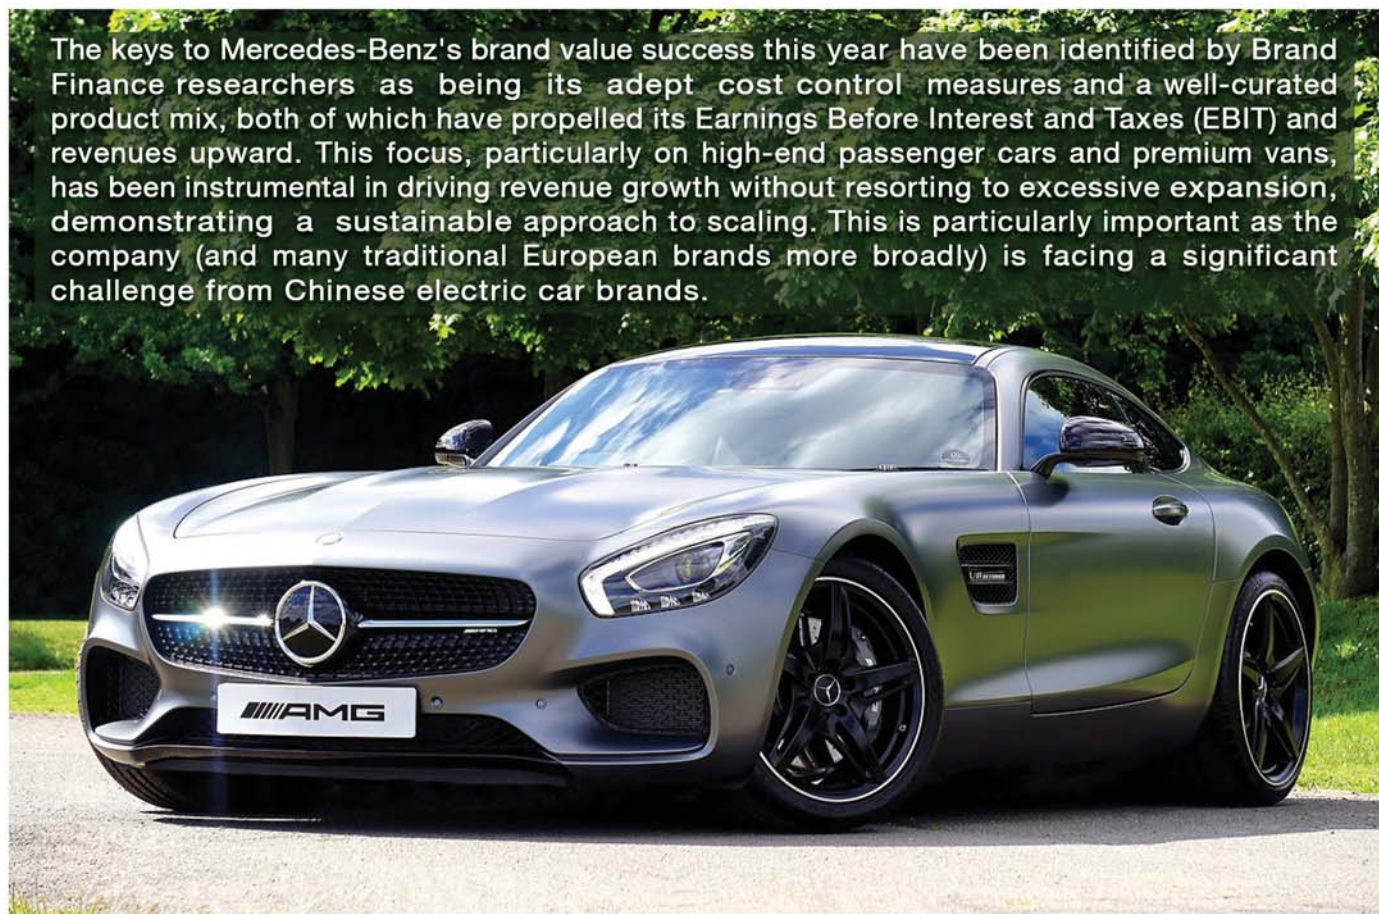 The keys to Mercedes-Benz's brand value success this year have been identified by Brand
Finance researchers as being its adept cost control measures and a well-curated
product mix, both of which have propelled its Earnings Before Interest and Taxes (EBIT) and
revenues upward. This focus, particularly on high-end passenger cars and premium vans,
has been instrumental in driving revenue growth without resorting to excessive expansion,
demonstrating a sustainable approach to scaling. This is particularly important as the
company (and many traditional European brands more broadly) is facing a significant
challenge from Chinese electric car brands.
AMG